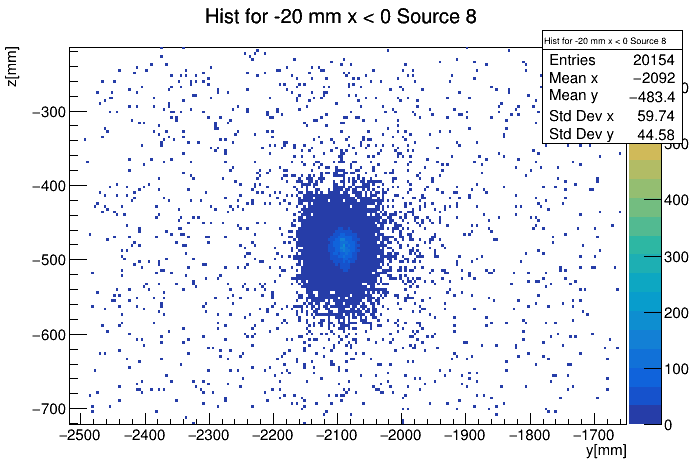 Hist for -20 mm x < 0 Source 8
Hist for -20 mm x < 0 Source 8
Entries 20154
Mean x −2092
Mean y −483.4
Std Dev x 59.74
Std Dev y 44.58
z[mm]
−300
−400
−500
−600
−700
−2500 −2400 −2300 −2200 −2100 −2000 −1900 −1800 −1700
y[mm]
400
300
200
100
0